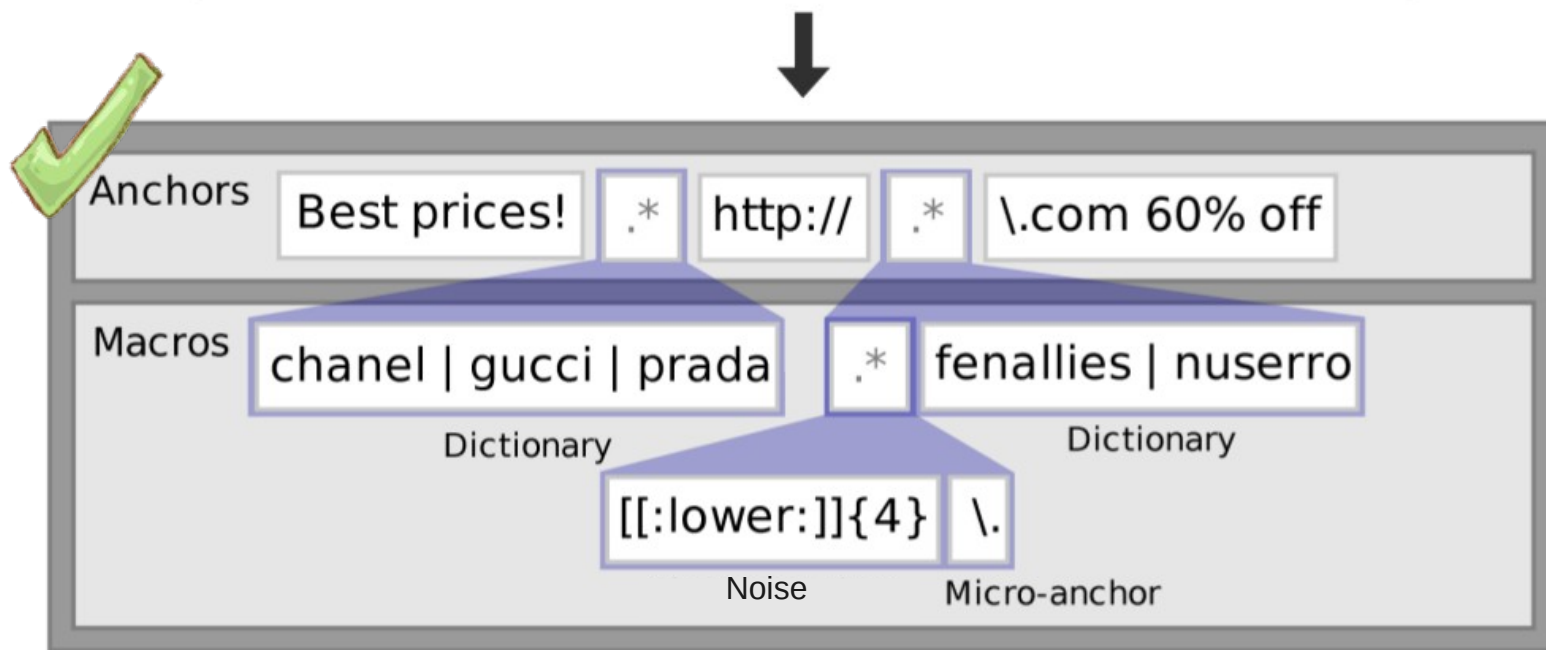 Anchors Best prices! .* http:// .* \.com 60% off
Macros chanel | gucci | prada .* fenallies | nuserro
Dictionary Dictionary
[[:lower:]]{4} \.
Noise Micro-anchor